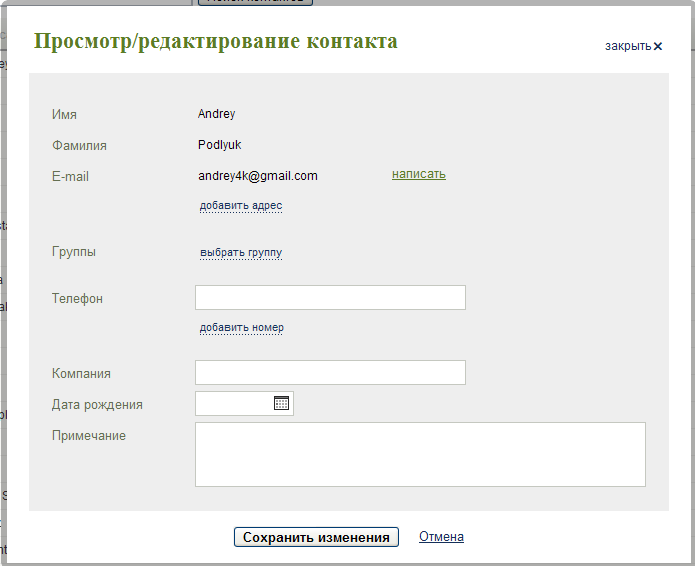 Просмотр/редактирование контакта
закрыть
Имя Andrey
Фамилия Podlyuk
E-mail andrey4k@gmail.com написать
добавить адрес
Группы выбрать группу
Телефон
добавить номер
Компания
Дата рождения
Примечание
Сохранить изменения Отмена